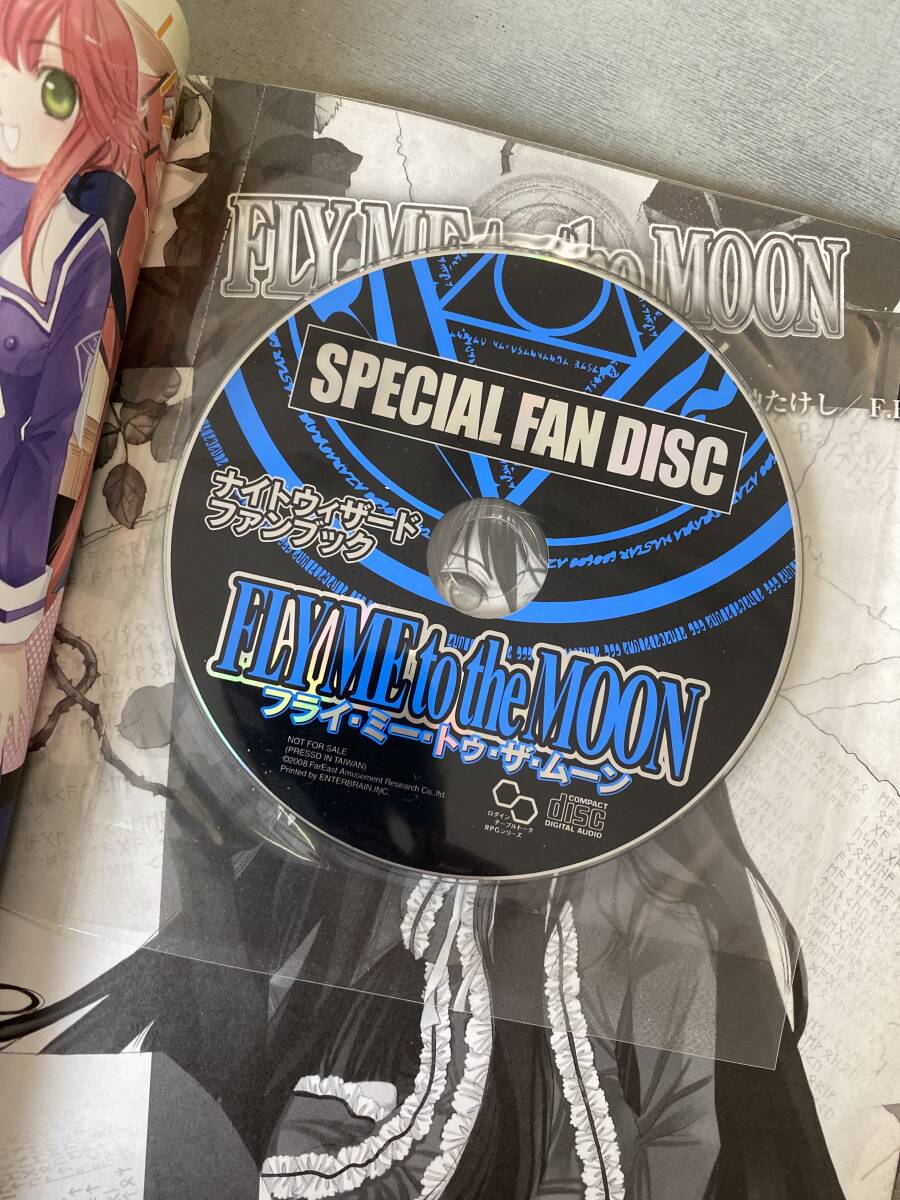 FLY ME to the MOON
山たけし／F.E
SPECIAL FAN DISC
ナイトウィザード
ファンブック
FLY ME to the MOON
フライ・ミー・トゥ・ザ・ムーン
NOT FOR SALE
(PRESSD IN TAIWAN)
©2008 FarEast Amusement Research Co,.ltd.
Printed by ENTERBRAIN,INC.
ログイン
テーブルトーク
RPGシリーズ
COMPACT
disc
DIGITAL AUDIO